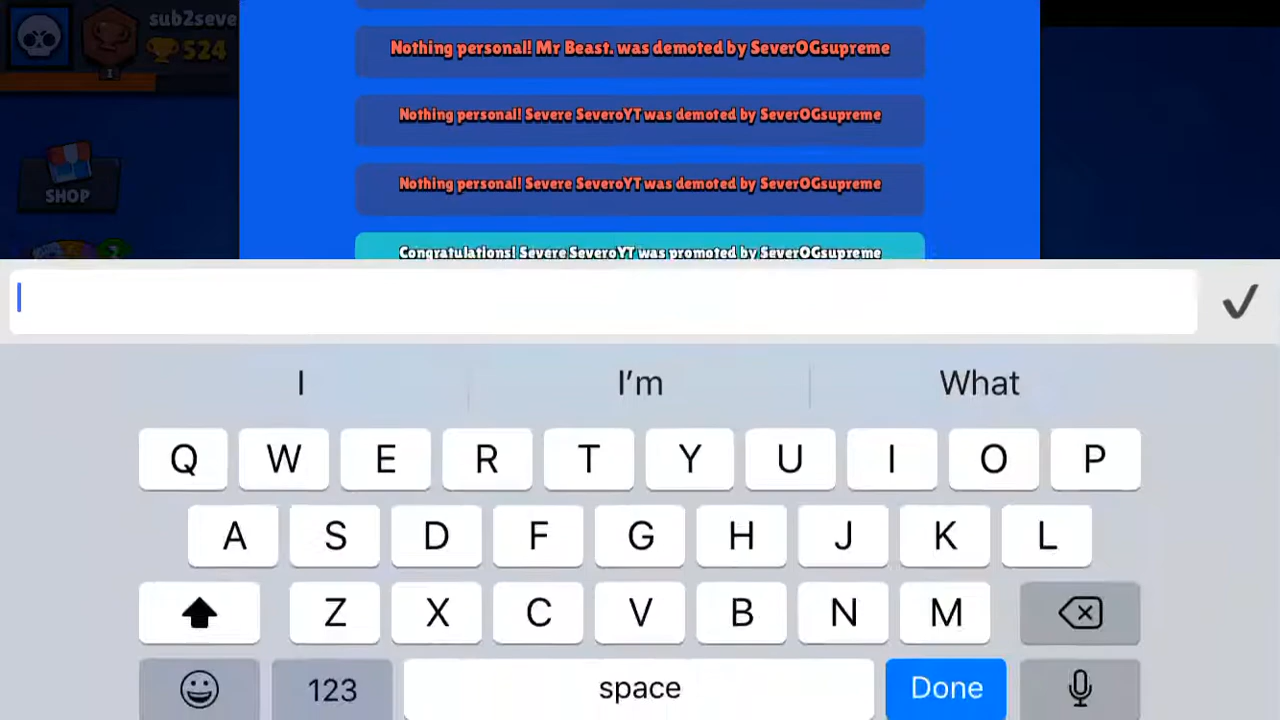 sub2seve
524
SHOP
Nothing personal! Mr Beast. was demoted by SeverOGsupreme
Nothing personal! Severe SeveroYT was demoted by SeverOGsupreme
Nothing personal! Severe SeveroYT was demoted by SeverOGsupreme
Congratulations! Severe SeveroYT was promoted by SeverOGsupreme
I I’m What
Q W E R T Y U I O P
A S D F G H J K L
Z X C V B N M
123 space Done